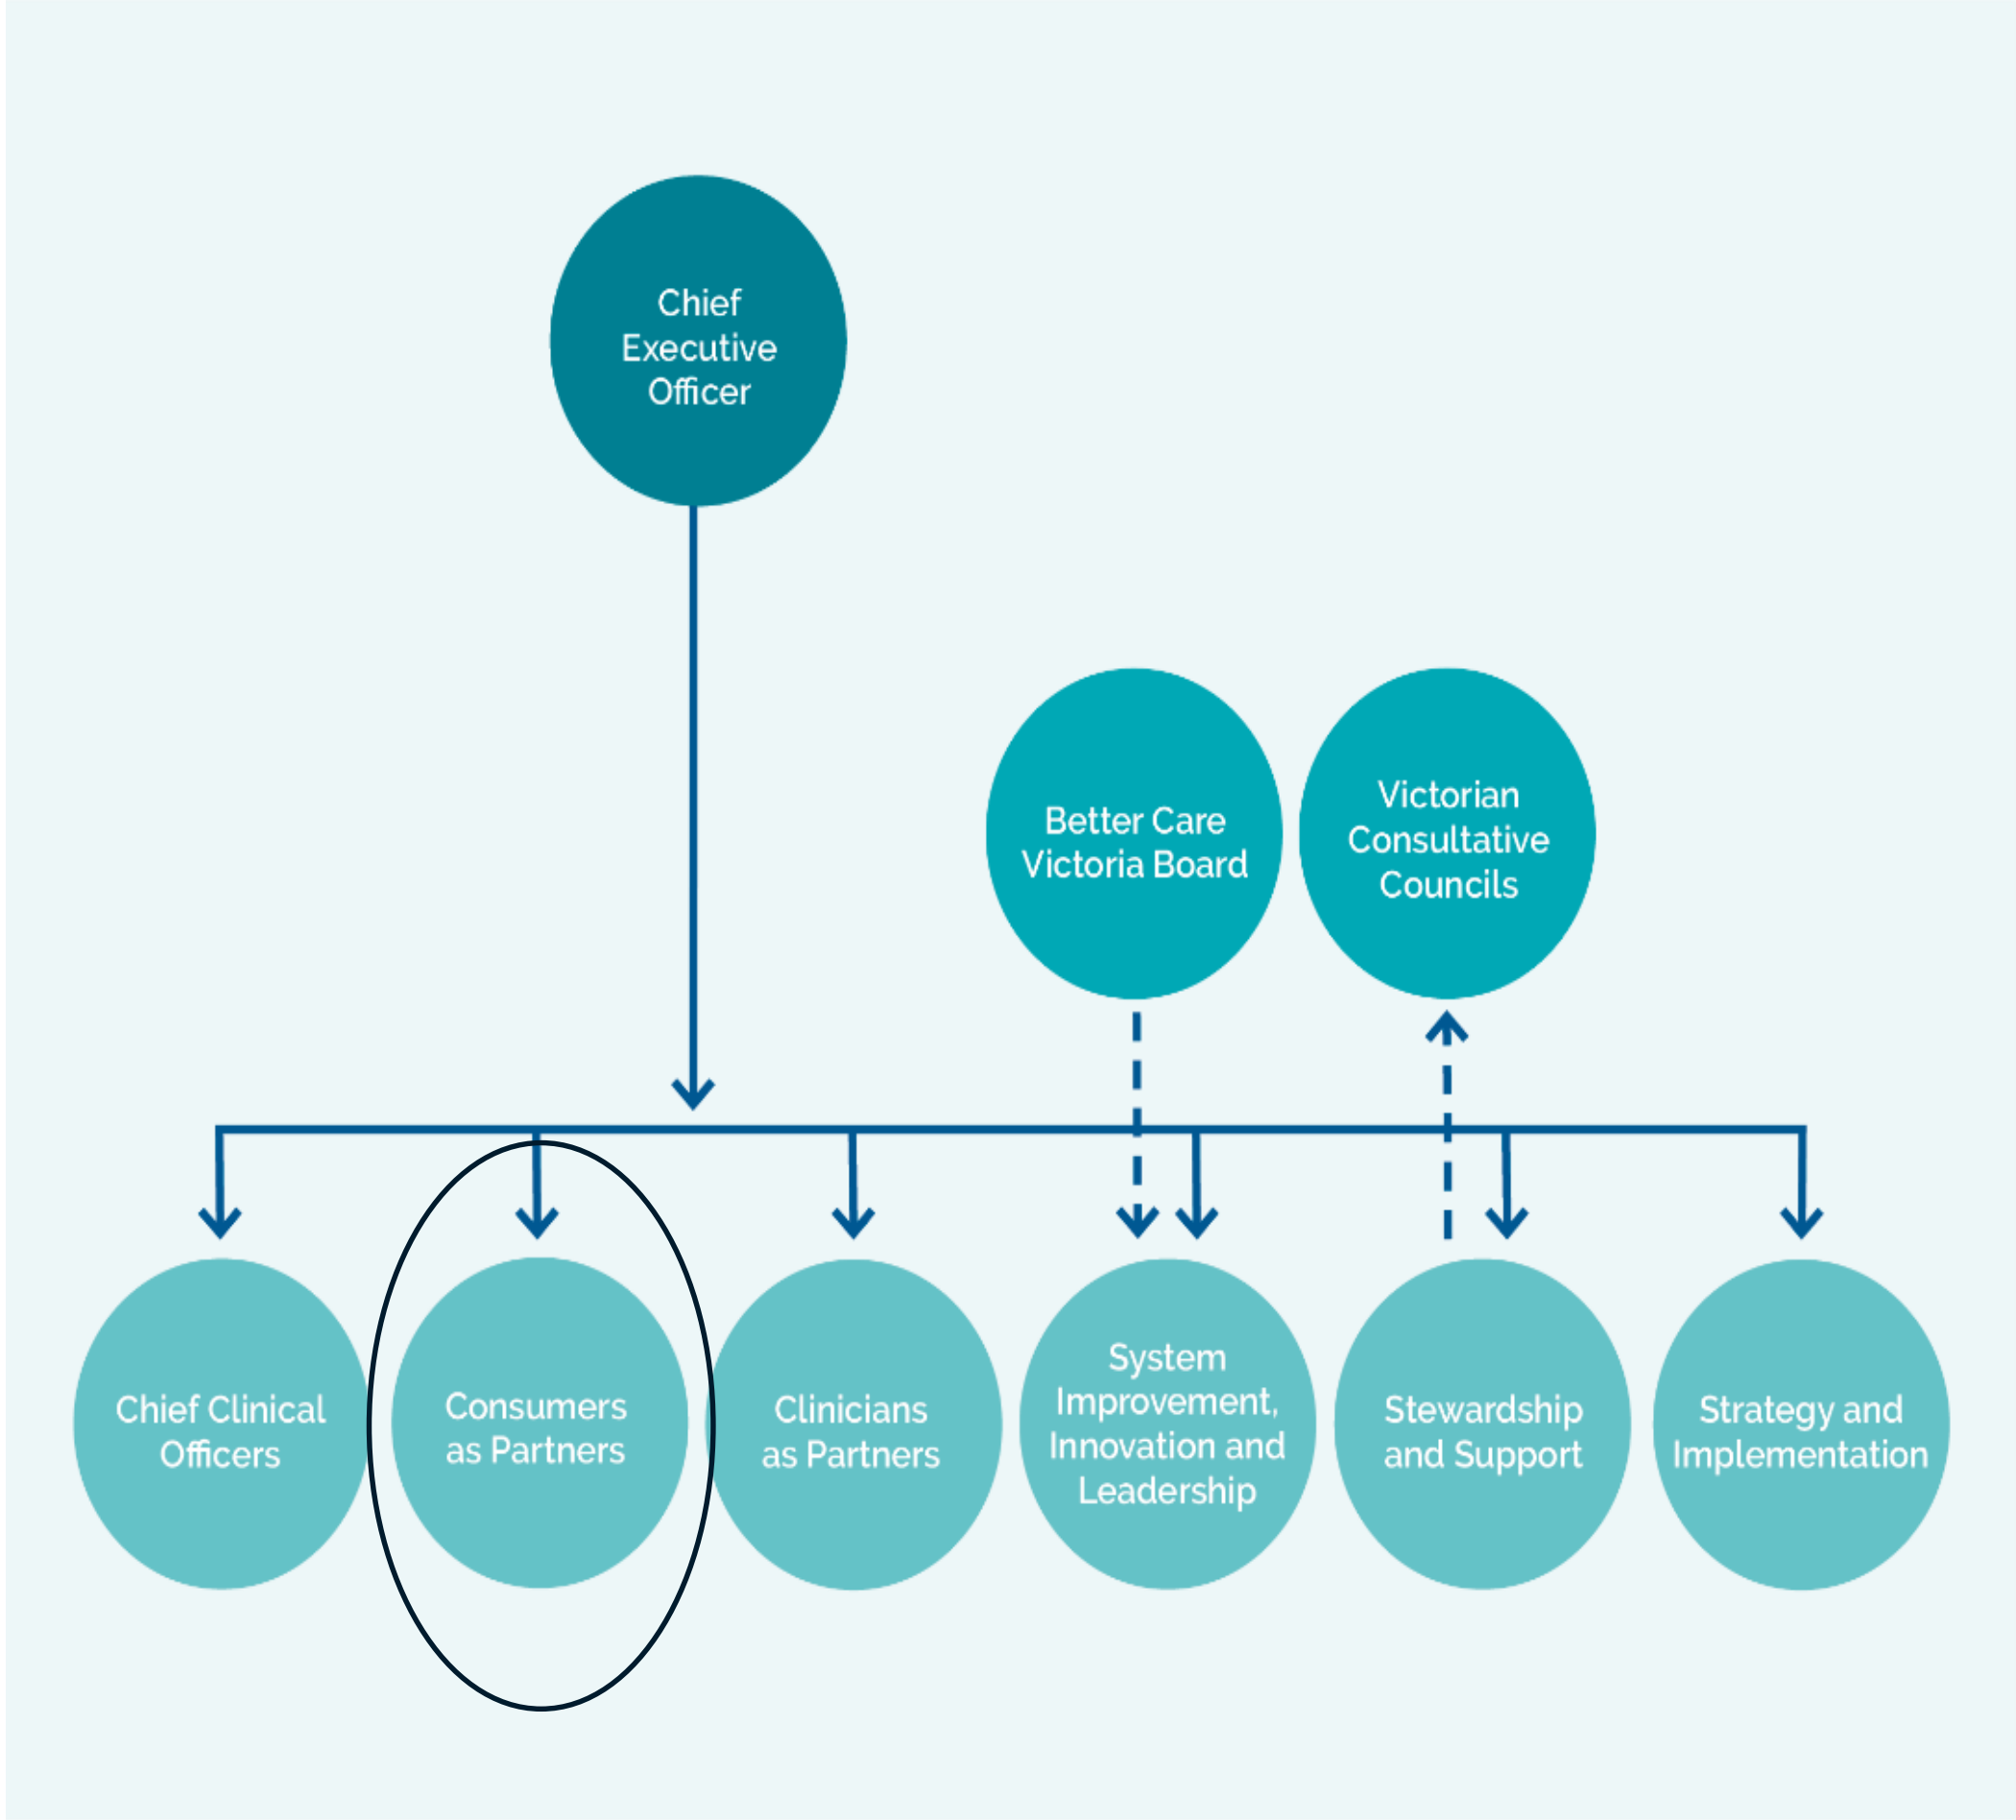 Chief
Executive
Officer
Better Care
Victoria Board
Victorian
Consultative
Councils
Chief Clinical
Officers
Consumers
as Partners
Clinicians
as Partners
System
Improvement,
Innovation and
Leadership
Stewardship
and Support
Strategy and
Implementation